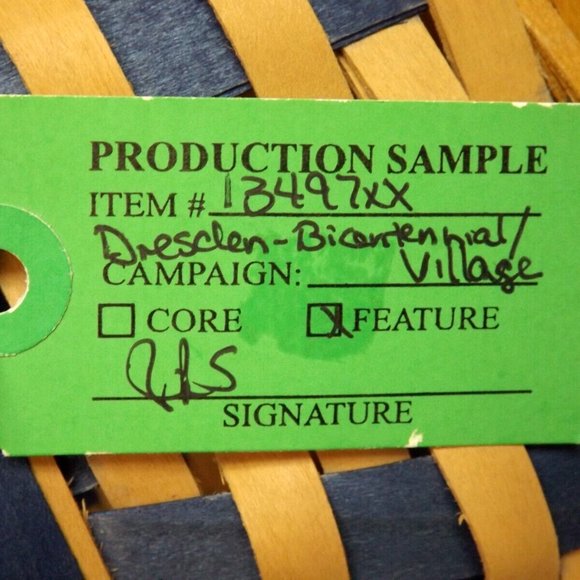 PRODUCTION SAMPLE
ITEM # 13497XX
Dresden-Bicentennial/
CAMPAIGN: Village
CORE X FEATURE
SIGNATURE